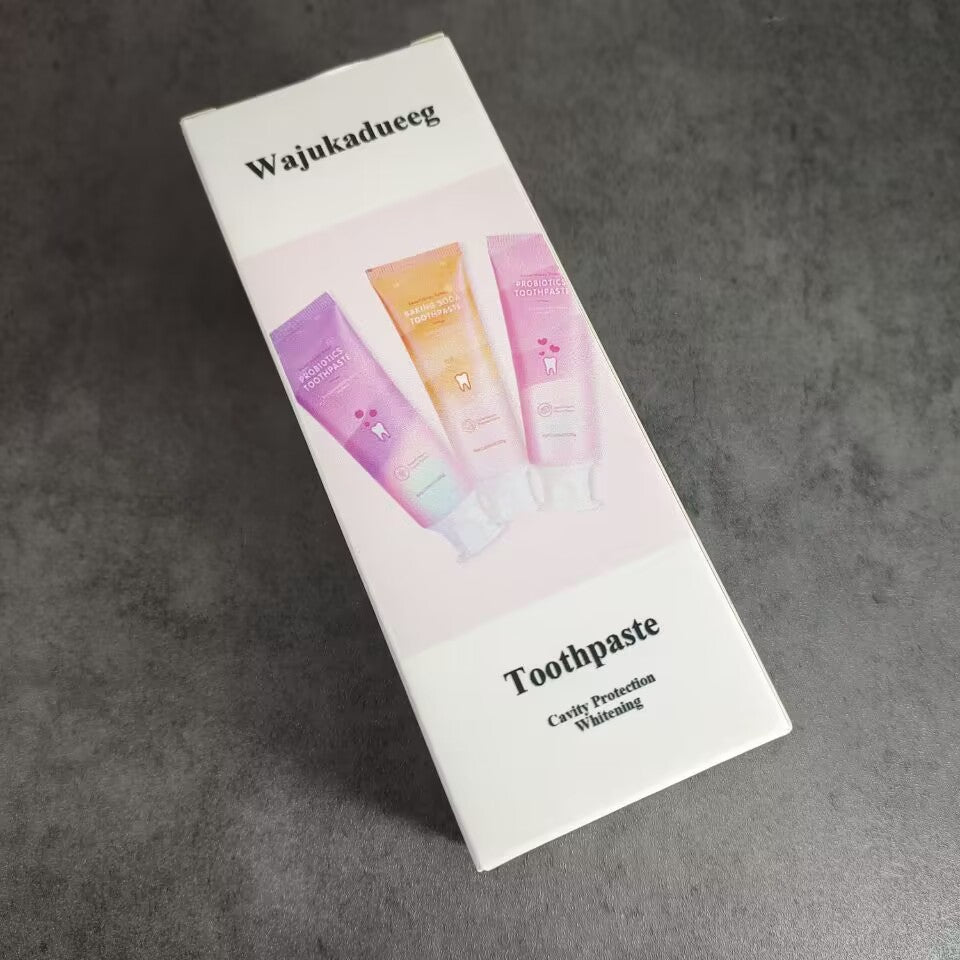 Wajukadueeg
PROBIOTICS
TOOTHPASTE
BAKING SODA
TOOTHPASTE
PROBIOTICS
TOOTHPASTE
Toothpaste
Cavity Protection
Whitening